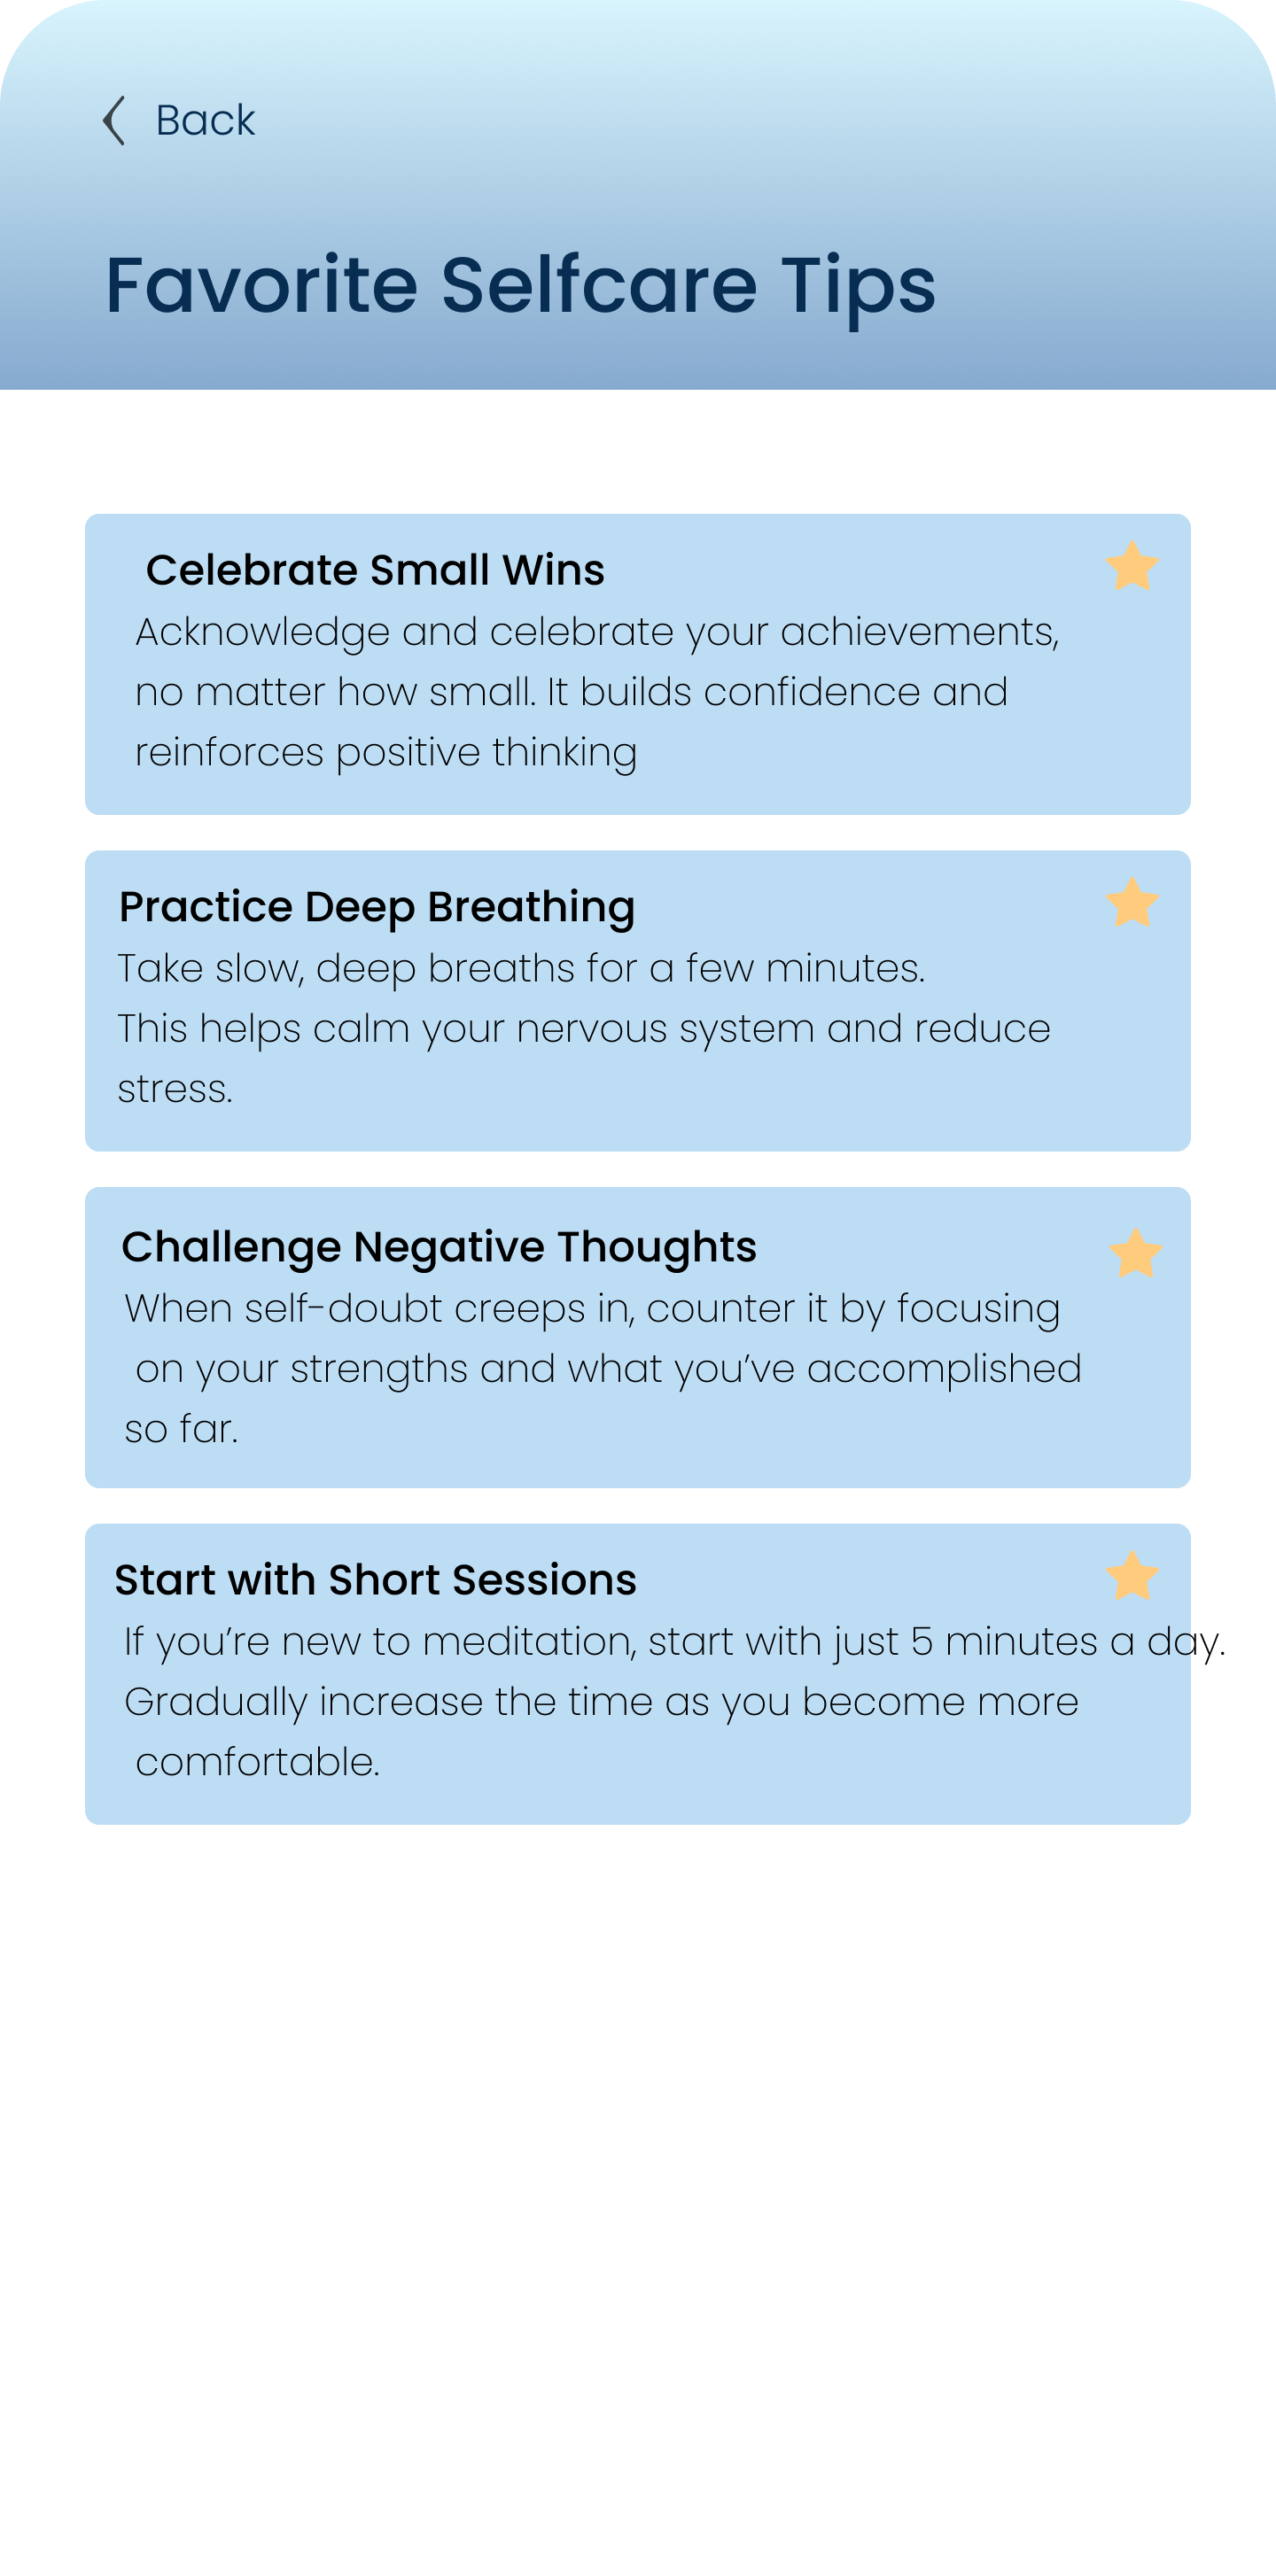 Back
Favorite Selfcare Tips
Celebrate Small Wins
Acknowledge and celebrate your achievements,
no matter how small. It builds confidence and
reinforces positive thinking
Practice Deep Breathing
Take slow, deep breaths for a few minutes.
This helps calm your nervous system and reduce
stress.
Challenge Negative Thoughts
When self-doubt creeps in, counter it by focusing
on your strengths and what you’ve accomplished
so far.
Start with Short Sessions
If you’re new to meditation, start with just 5 minutes a day.
Gradually increase the time as you become more
comfortable.